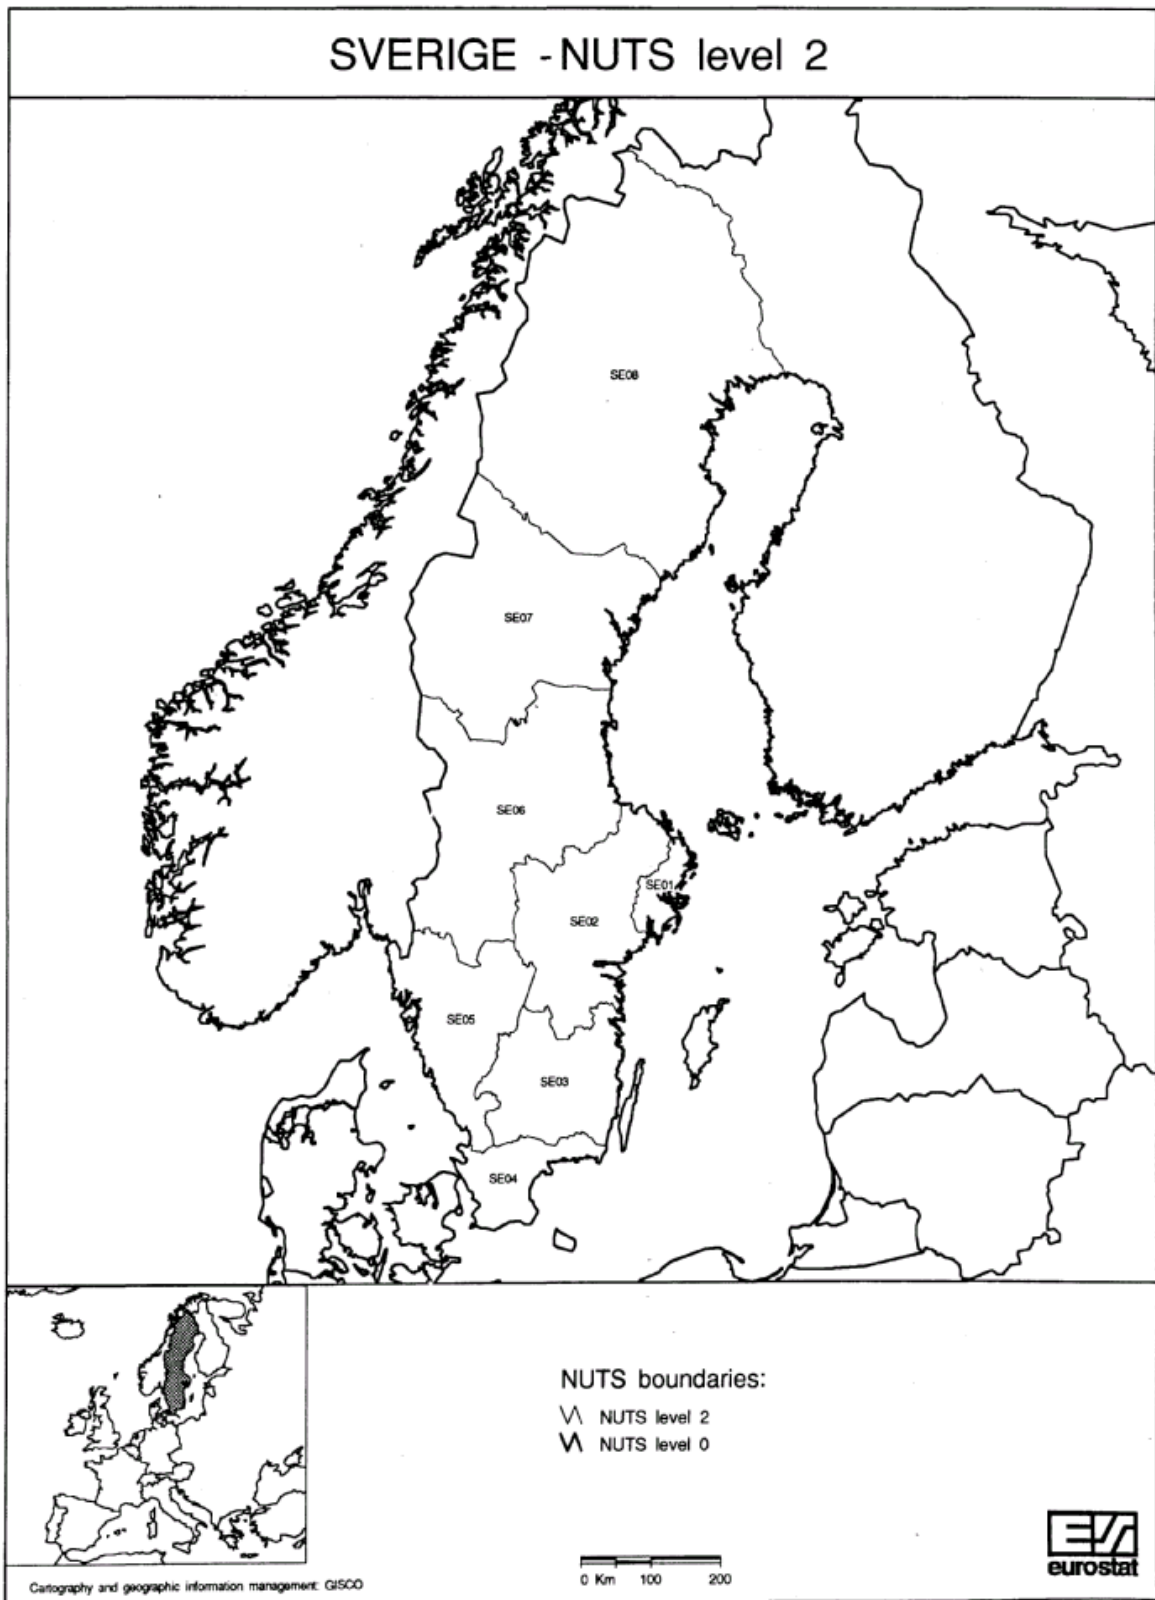 SVERIGE - NUTS level 2
SE08
SE07
SE06
SE01
SE02
SE05
SE03
SE04
NUTS boundaries:
NUTS level 2
NUTS level 0
0 Km 100 200
eurostat
Cartography and geographic information management: GISCO